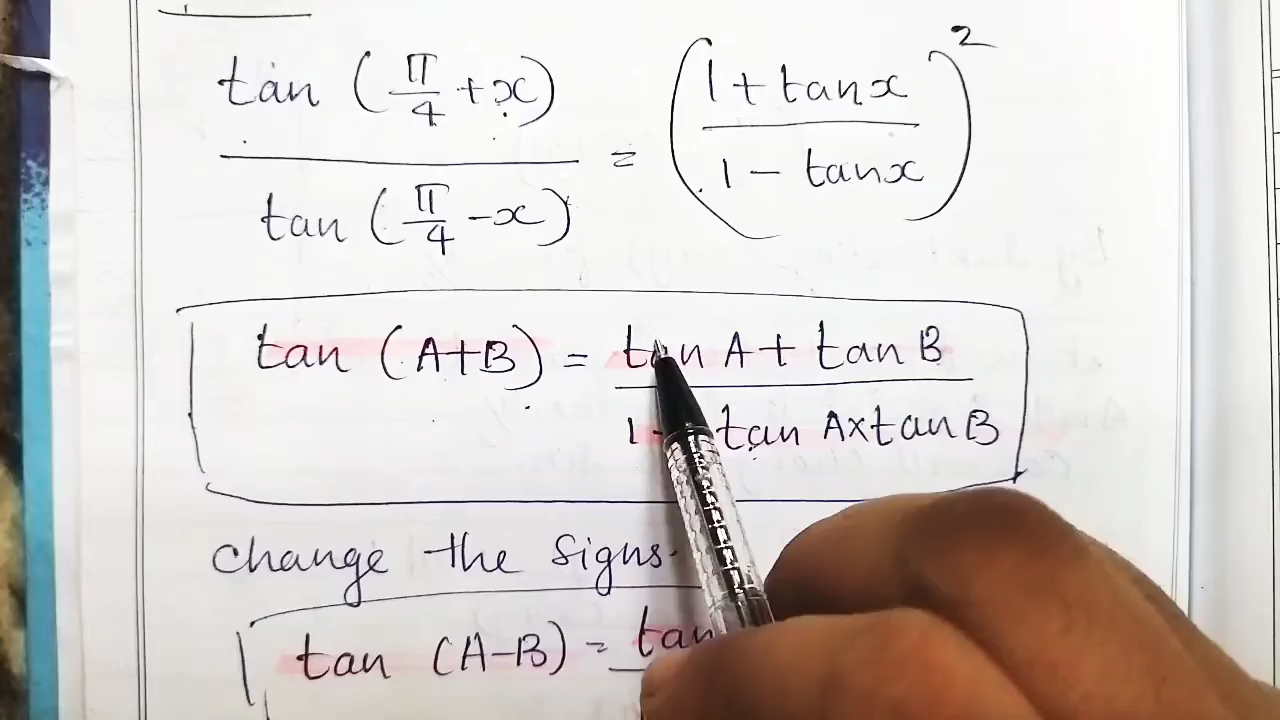 tan (π/4 + x) / tan (π/4 - x) = ((1 + tan x) / (1 - tan x))²
tan (A+B) = (tan A + tan B) / (1 - tan A x tan B)
change the signs.
tan (A-B) = tan